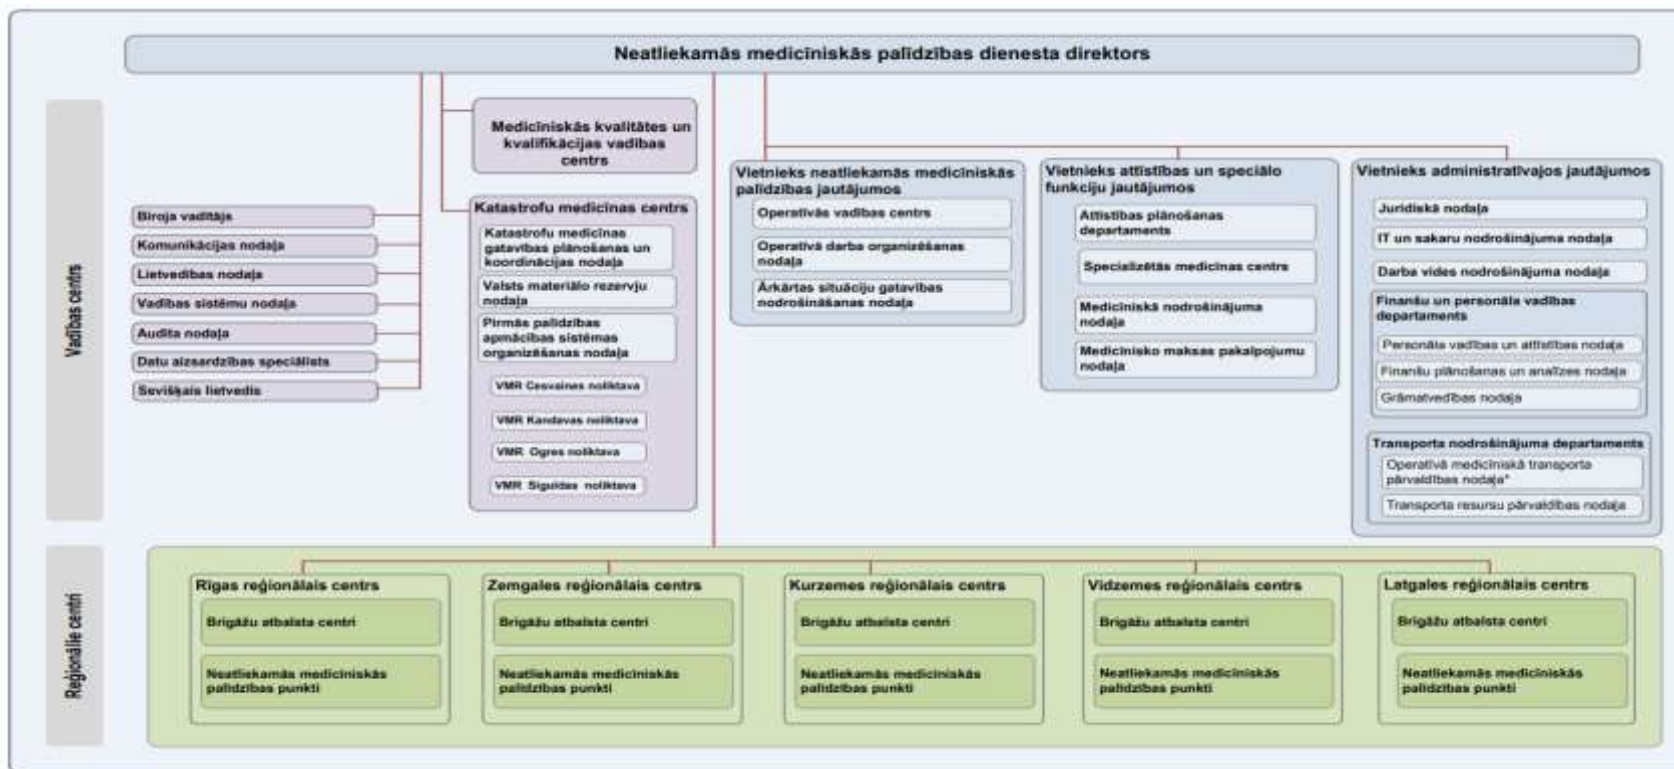 Neatliekamās medicīniskās palīdzības dienesta direktors
Vadības centrs
Biroja vadītājs
Komunikācijas nodaļa
Lietvedības nodaļa
Vadības sistēmu nodaļa
Audita nodaļa
Datu aizsardzības speciālists
Sevišķais lietvedis
Medicīniskās kvalitātes un
kvalifikācijas vadības
centrs
Katastrofu medicīnas centrs
Katastrofu medicīnas
gatavības plānošanas un
koordinācijas nodaļa
Valsts materiālo rezervju
nodaļa
Pirmās palīdzības
apmācības sistēmas
organizēšanas nodaļa
VMR Cesvaines noliktava
VMR Kandavas noliktava
VMR Ogres noliktava
VMR Siguldas noliktava
Vietnieks neatliekamās medicīniskās
palīdzības jautājumos
Operatīvās vadības centrs
Operatīvā darba organizēšanas
nodaļa
Ārkārtas situāciju gatavības
nodrošināšanas nodaļa
Vietnieks attīstības un speciālo
funkciju jautājumos
Attīstības plānošanas
departaments
Specializētās medicīnas centrs
Medicīniskā nodrošinājuma
nodaļa
Medicīnisko maksas pakalpojumu
nodaļa
Vietnieks administratīvajos jautājumos
Juridiskā nodaļa
IT un sakaru nodrošinājuma nodaļa
Darba vides nodrošinājuma nodaļa
Finanšu un personāla vadības
departaments
Personāla vadības un attīstības nodaļa
Finanšu plānošanas un analīzes nodaļa
Grāmatvedības nodaļa
Transporta nodrošinājuma departaments
Operatīvā medicīniskā transporta
pārvaldības nodaļa*
Transporta resursu pārvaldības nodaļa
Reģionālie centri
Rīgas reģionālais centrs
Brigāžu atbalsta centri
Neatliekamās medicīniskās
palīdzības punkti
Zemgales reģionālais centrs
Brigāžu atbalsta centri
Neatliekamās medicīniskās
palīdzības punkti
Kurzemes reģionālais centrs
Brigāžu atbalsta centri
Neatliekamās medicīniskās
palīdzības punkti
Vidzemes reģionālais centrs
Brigāžu atbalsta centri
Neatliekamās medicīniskās
palīdzības punkti
Latgales reģionālais centrs
Brigāžu atbalsta centri
Neatliekamās medicīniskās
palīdzības punkti